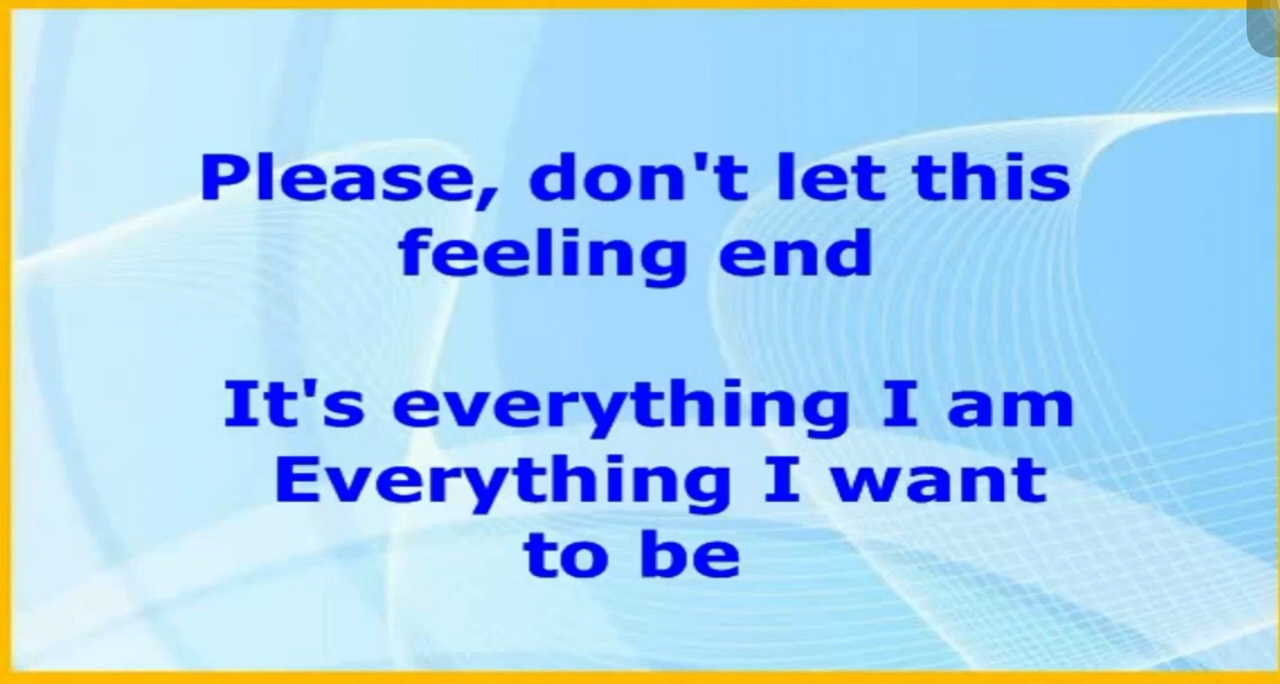 Please, don't let this
feeling end
It's everything I am
Everything I want
to be